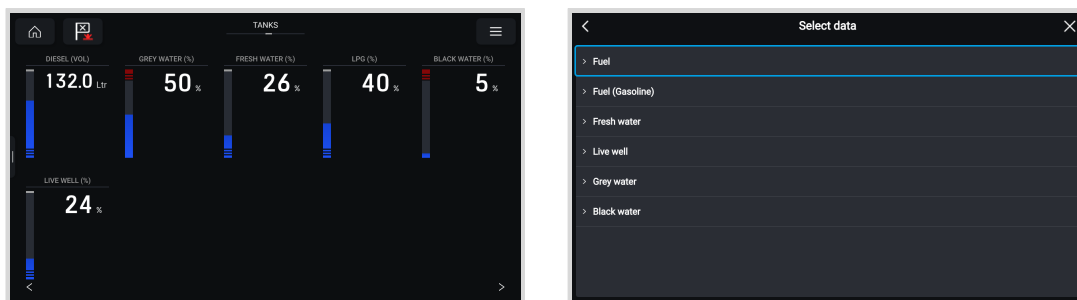 TANKS
DIESEL (VOL)
132.0 Ltr
GREY WATER (%)
50 %
FRESH WATER (%)
26 %
LPG (%)
40 %
BLACK WATER (%)
5 %
LIVE WELL (%)
24 %
Select data
Fuel
Fuel (Gasoline)
Fresh water
Live well
Grey water
Black water